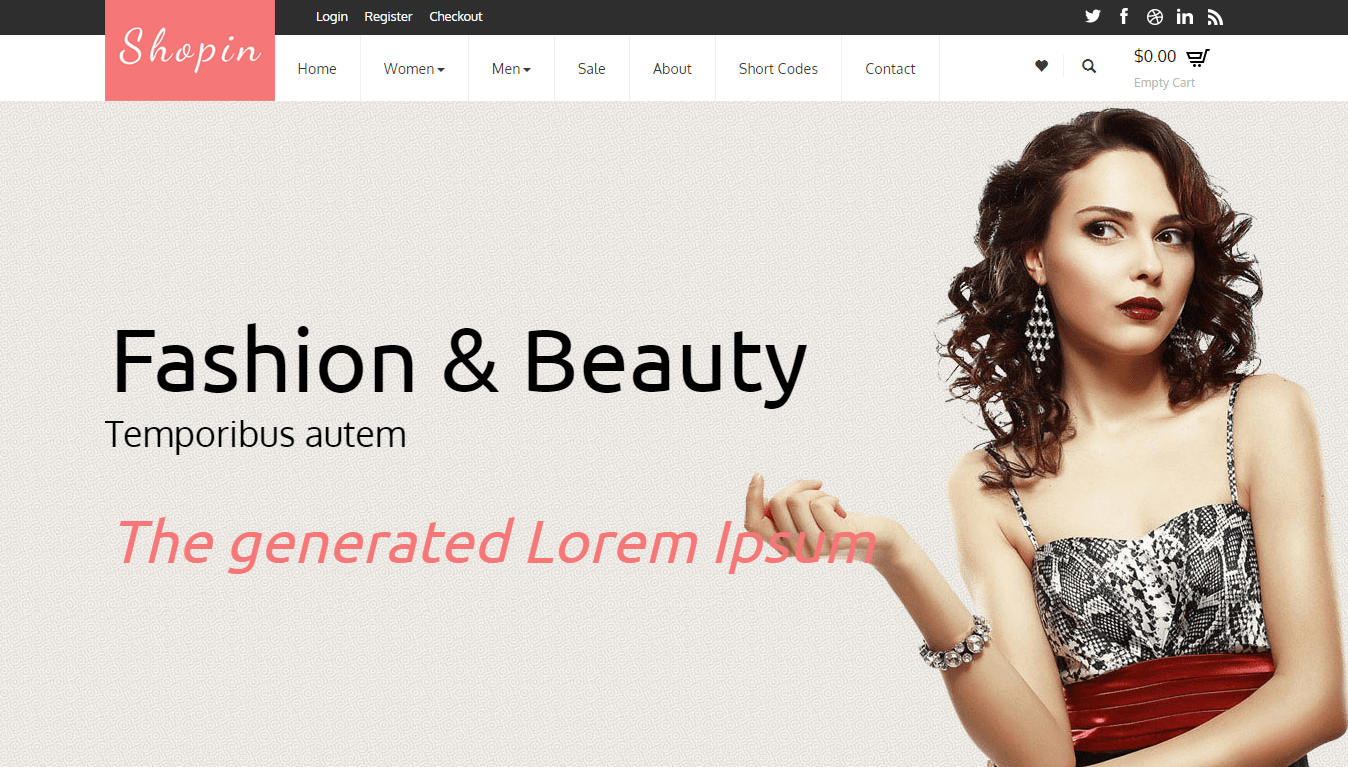 Login Register Checkout
Shopin
Home Women Men Sale About Short Codes Contact
$0.00
Empty Cart
Fashion & Beauty
Temporibus autem
The generated Lorem Ipsum